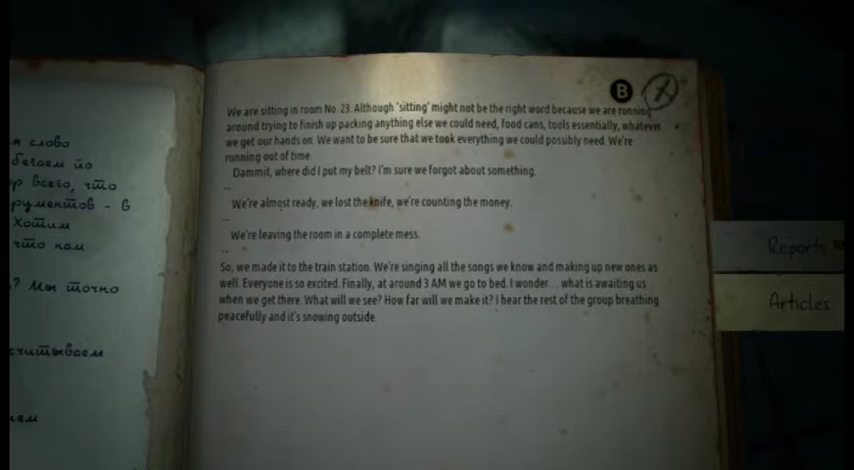 н слово
бегаем по
р всего, что
рументов - в
Хотим
что нам
? Мы точно
считываем
ем
B
We are sitting in room No. 23. Although 'sitting' might not be the right word because we are running
around trying to finish up packing anything else we could need, food cans, tools essentially, whatever
we get our hands on. We want to be sure that we took everything we could possibly need. We're
running out of time.
Dammit, where did I put my belt? I'm sure we forgot about something.
...
We're almost ready, we lost the knife, we're counting the money.
...
We're leaving the room in a complete mess.
...
So, we made it to the train station. We're singing all the songs we know and making up new ones as
well. Everyone is so excited. Finally, at around 3 AM we go to bed. I wonder... what is awaiting us
when we get there. What will we see? How far will we make it? I hear the rest of the group breathing
peacefully and it's snowing outside.
Reports
Articles